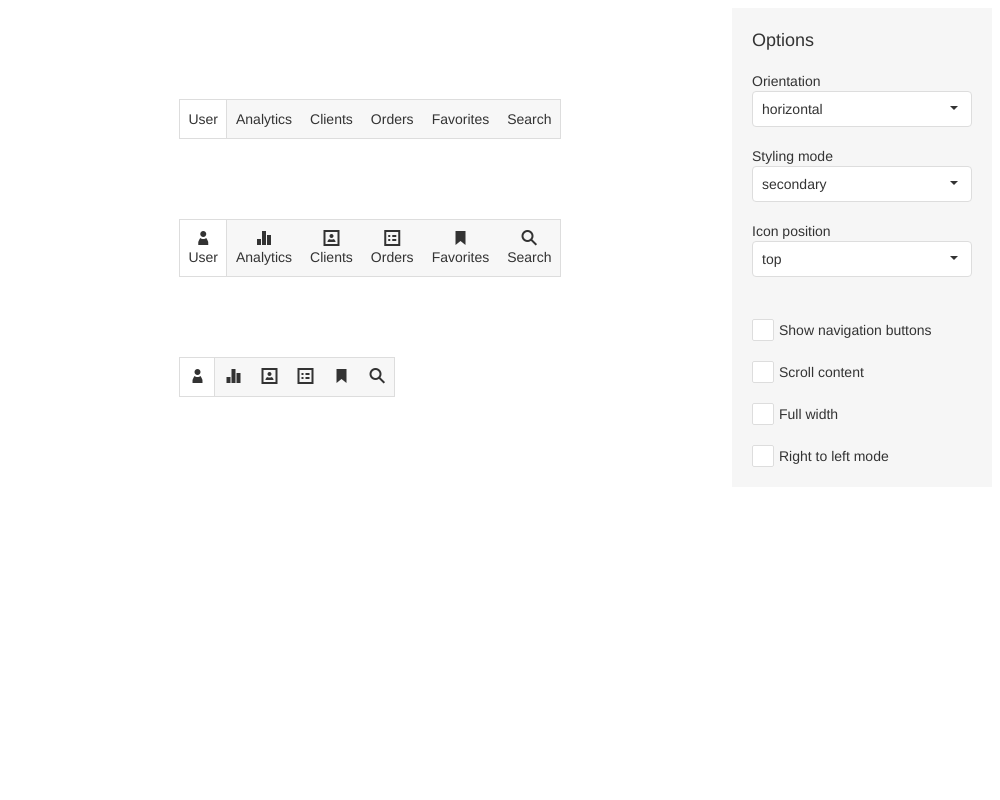 User Analytics Clients Orders Favorites Search
User Analytics Clients Orders Favorites Search
Options
Orientation
horizontal
Styling mode
secondary
Icon position
top
Show navigation buttons
Scroll content
Full width
Right to left mode